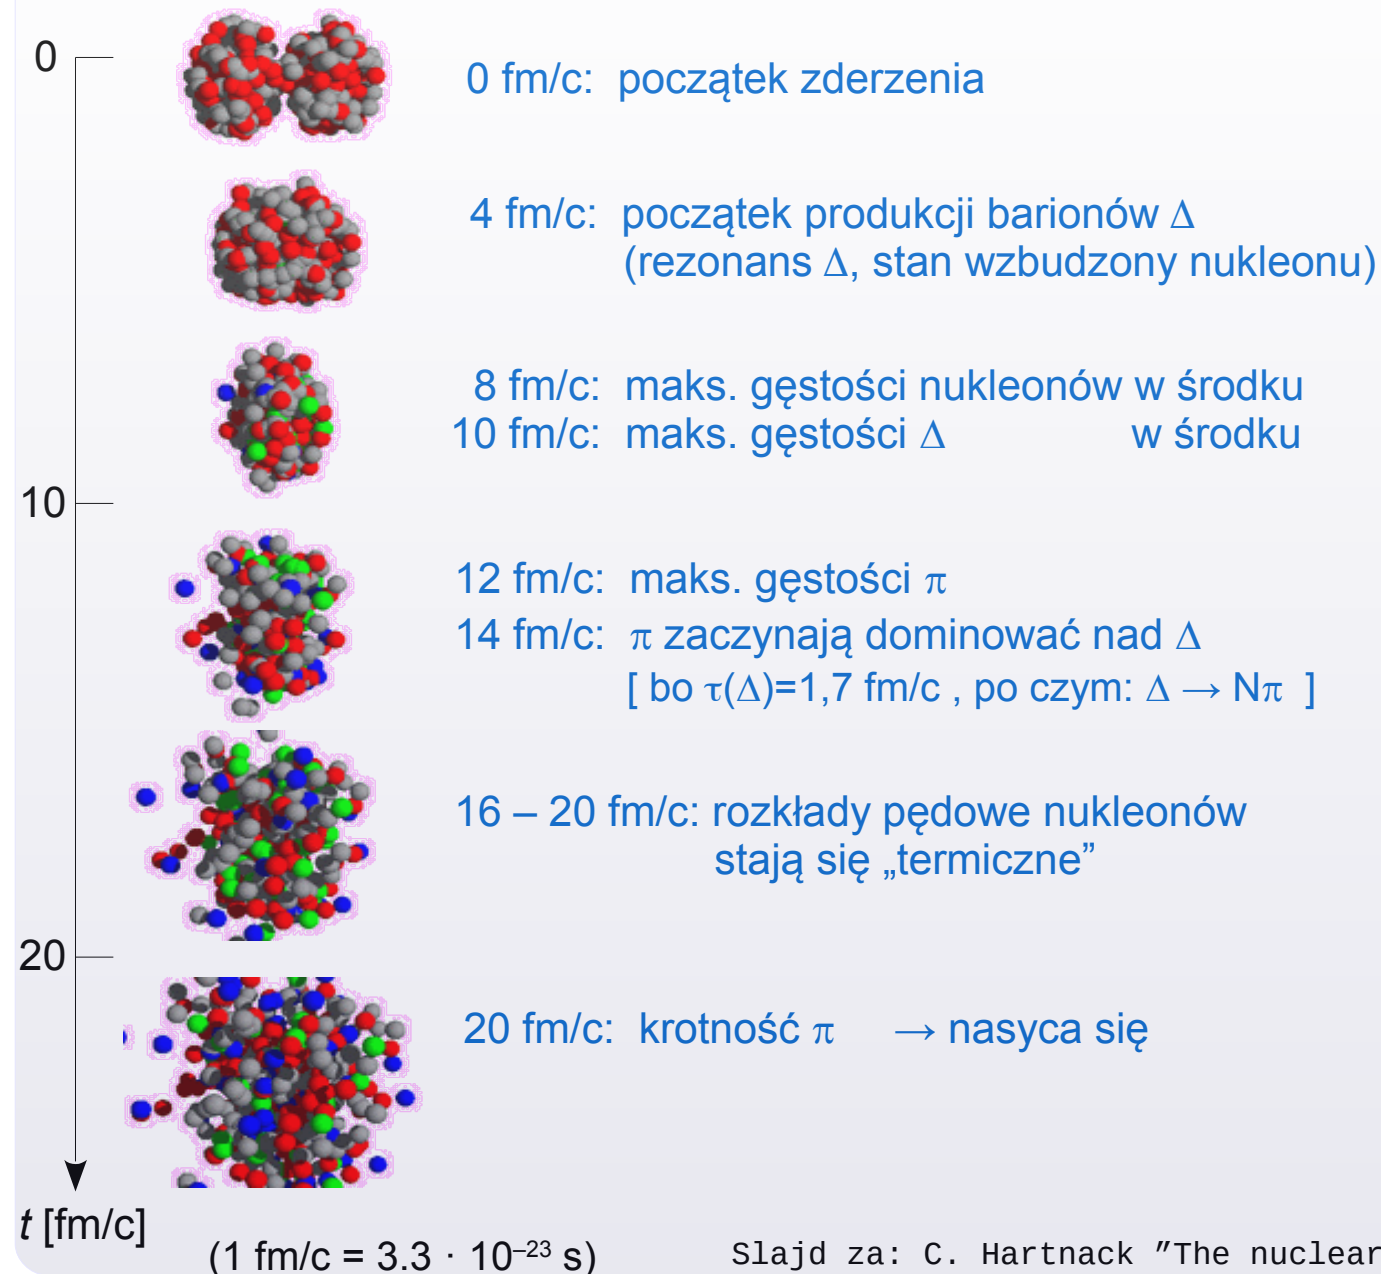 0
0 fm/c: początek zderzenia
4 fm/c: początek produkcji barionów Δ
(rezonans Δ, stan wzbudzony nukleonu)
8 fm/c: maks. gęstości nukleonów w środku
10 fm/c: maks. gęstości Δ w środku
10
12 fm/c: maks. gęstości π
14 fm/c: π zaczynają dominować nad Δ
[ bo τ(Δ)=1,7 fm/c , po czym: Δ → Nπ ]
16 – 20 fm/c: rozkłady pędowe nukleonów
stają się „termiczne”
20
20 fm/c: krotność π → nasyca się
t [fm/c]
(1 fm/c = 3.3 · 10⁻²³ s)
Slajd za: C. Hartnack ”The nuclear